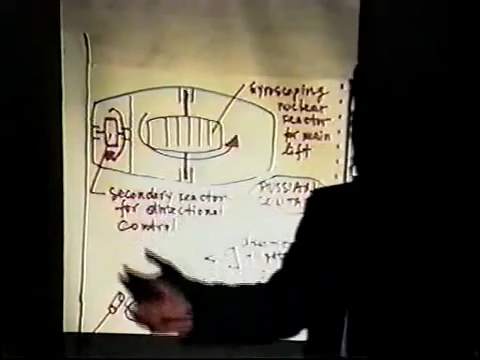 Gyroscoping
nuclear
reactor
for main
lift
secondary reactor
for directional
control
RUSSIAN